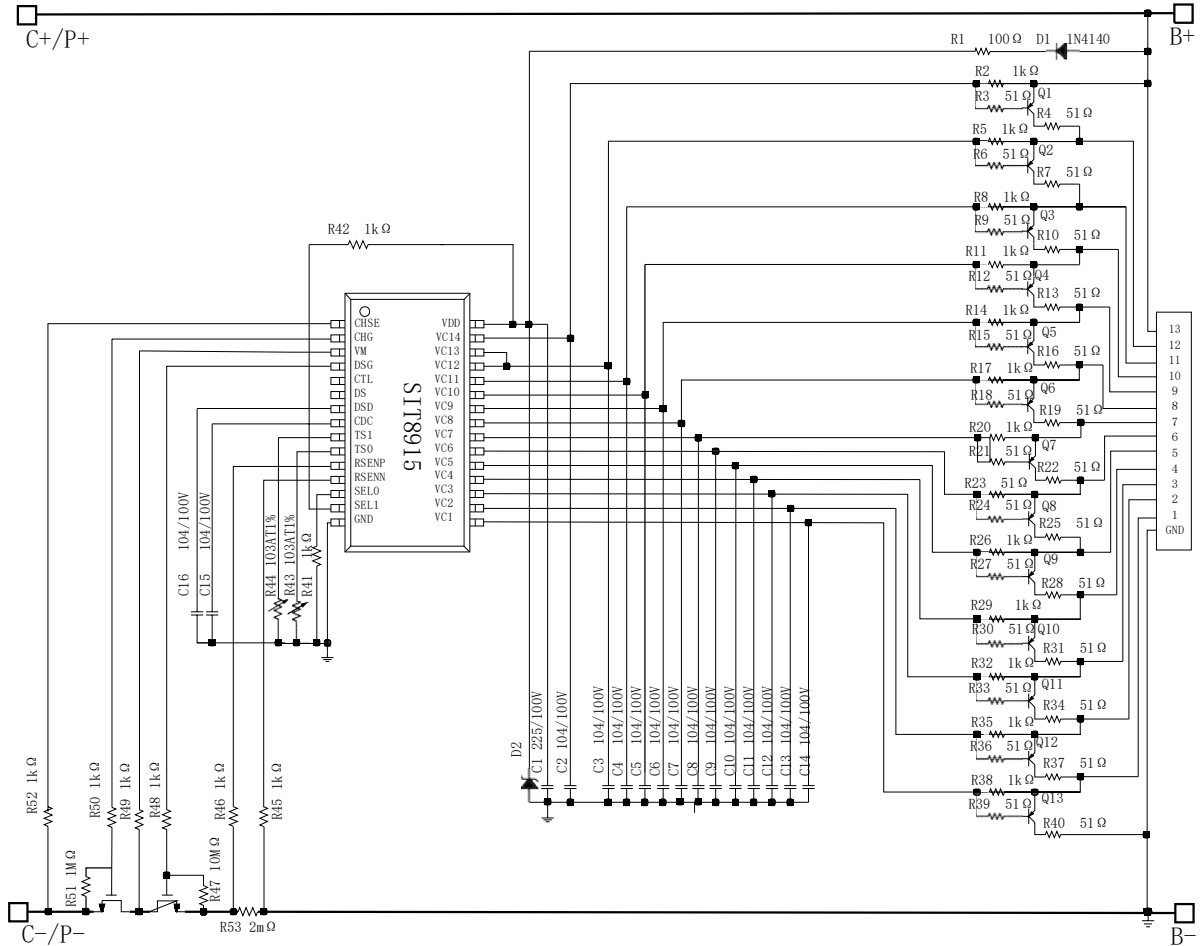 C+/P+
B+
R1 100Ω D1 1N4140
R2 1kΩ
R3 51Ω Q1
R4 51Ω
R5 1kΩ
R6 51Ω Q2
R7 51Ω
R8 1kΩ
R9 51Ω Q3
R10 51Ω
R11 1kΩ
R12 51Ω Q4
R13 51Ω
R14 1kΩ
R15 51Ω Q5
R16 51Ω
R17 1kΩ
R18 51Ω Q6
R19 51Ω
R20 1kΩ
R21 51Ω Q7
R22 51Ω
R23 51Ω
R24 51Ω Q8
R25 51Ω
R26 1kΩ
R27 51Ω Q9
R28 51Ω
R29 1kΩ
R30 51Ω Q10
R31 51Ω
R32 1kΩ
R33 51Ω Q11
R34 51Ω
R35 1kΩ
R36 51Ω Q12
R37 51Ω
R38 1kΩ
R39 51Ω Q13
R40 51Ω
13
12
11
10
9
8
7
6
5
4
3
2
1
GND
R42 1kΩ
SIT8915
CHSE
CHG
VM
DSG
CTL
DS
DSD
CDC
TS1
TS0
RSENP
RSENN
SEL0
SEL1
GND
VDD
VC14
VC13
VC12
VC11
VC10
VC9
VC8
VC7
VC6
VC5
VC4
VC3
VC2
VC1
C16 104/100V
C15 104/100V
R44 103AT1%
R43 103AT1%
R41 1kΩ
D2
C1 225/100V
C2 104/100V
C3 104/100V
C4 104/100V
C5 104/100V
C6 104/100V
C7 104/100V
C8 104/100V
C9 104/100V
C10 104/100V
C11 104/100V
C12 104/100V
C13 104/100V
C14 104/100V
R52 1kΩ
R50 1kΩ
R49 1kΩ
R48 1kΩ
R46 1kΩ
R45 1kΩ
R51 1MΩ
R47 10MΩ
R53 2mΩ
C-/P-
B-